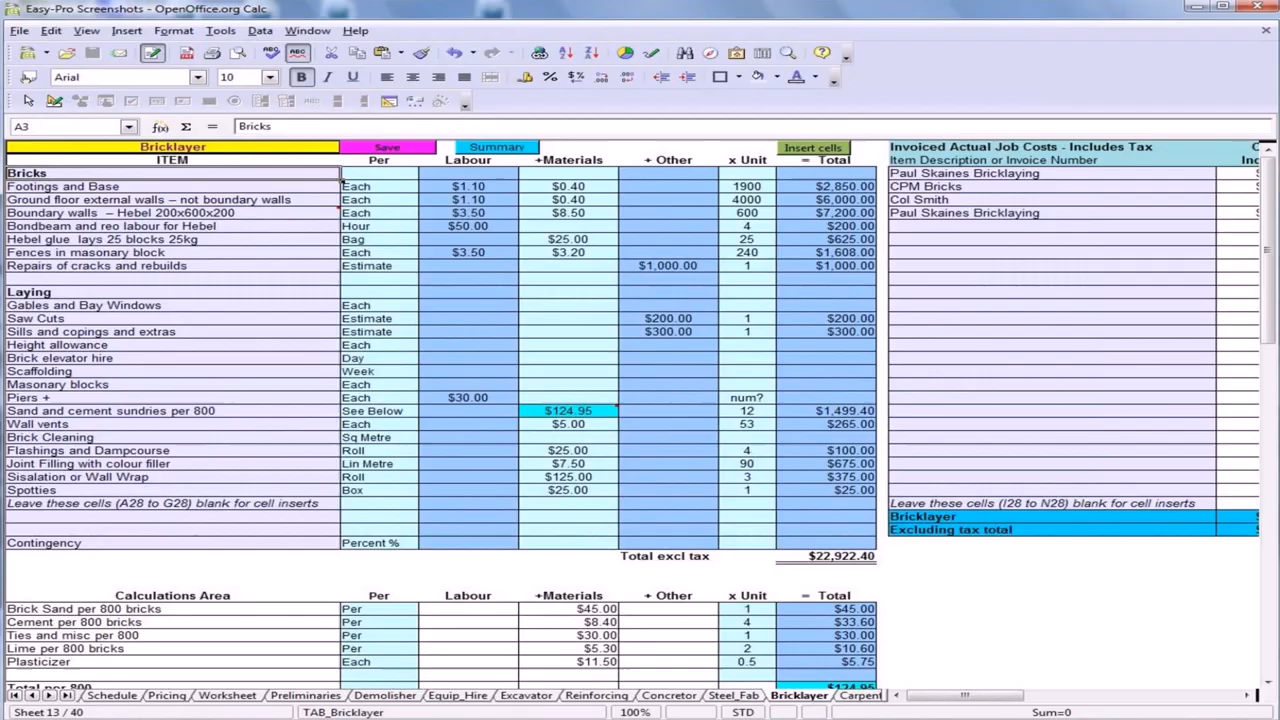 Easy-Pro Screenshots - OpenOffice.org Calc
File Edit View Insert Format Tools Data Window Help
Arial 10
A3 Bricks
Bricklayer Save Summary Insert cells Invoiced Actual Job Costs - Includes Tax
ITEM Per Labour +Materials + Other x Unit = Total Item Description or Invoice Number
Bricks Paul Skaines Bricklaying
Footings and Base Each $1.10 $0.40 1900 $2,850.00 CPM Bricks
Ground floor external walls – not boundary walls Each $1.10 $0.40 4000 $6,000.00 Col Smith
Boundary walls – Hebel 200x600x200 Each $3.50 $8.50 600 $7,200.00 Paul Skaines Bricklaying
Bondbeam and reo labour for Hebel Hour $50.00 4 $200.00
Hebel glue lays 25 blocks 25kg Bag $25.00 25 $625.00
Fences in masonary block Each $3.50 $3.20 240 $1,608.00
Repairs of cracks and rebuilds Estimate $1,000.00 1 $1,000.00
Laying
Gables and Bay Windows Each
Saw Cuts Estimate $200.00 1 $200.00
Sills and copings and extras Estimate $300.00 1 $300.00
Height allowance Each
Brick elevator hire Day
Scaffolding Week
Masonary blocks Each
Piers + Each $30.00 num?
Sand and cement sundries per 800 See Below $124.95 12 $1,499.40
Wall vents Each $5.00 53 $265.00
Brick Cleaning Sq Metre
Flashings and Dampcourse Roll $25.00 4 $100.00
Joint Filling with colour filler Lin Metre $7.50 90 $675.00
Sisalation or Wall Wrap Roll $125.00 3 $375.00
Spotties Box $25.00 1 $25.00
Leave these cells (A28 to G28) blank for cell inserts Leave these cells (I28 to N28) blank for cell inserts
Bricklayer
Excluding tax total
Contingency Percent %
Total excl tax $22,922.40
Calculations Area Per Labour +Materials + Other x Unit = Total
Brick Sand per 800 bricks Per $45.00 1 $45.00
Cement per 800 bricks Per $8.40 4 $33.60
Ties and misc per 800 Per $30.00 1 $30.00
Lime per 800 bricks Per $5.30 2 $10.60
Plasticizer Each $11.50 0.5 $5.75
Total per 800 $124.95
Schedule Pricing Worksheet Preliminaries Demolisher Equip_Hire Excavator Reinforcing Concretor Steel_Fab Bricklayer Carpent
Sheet 13 / 40 TAB_Bricklayer 100% STD Sum=0